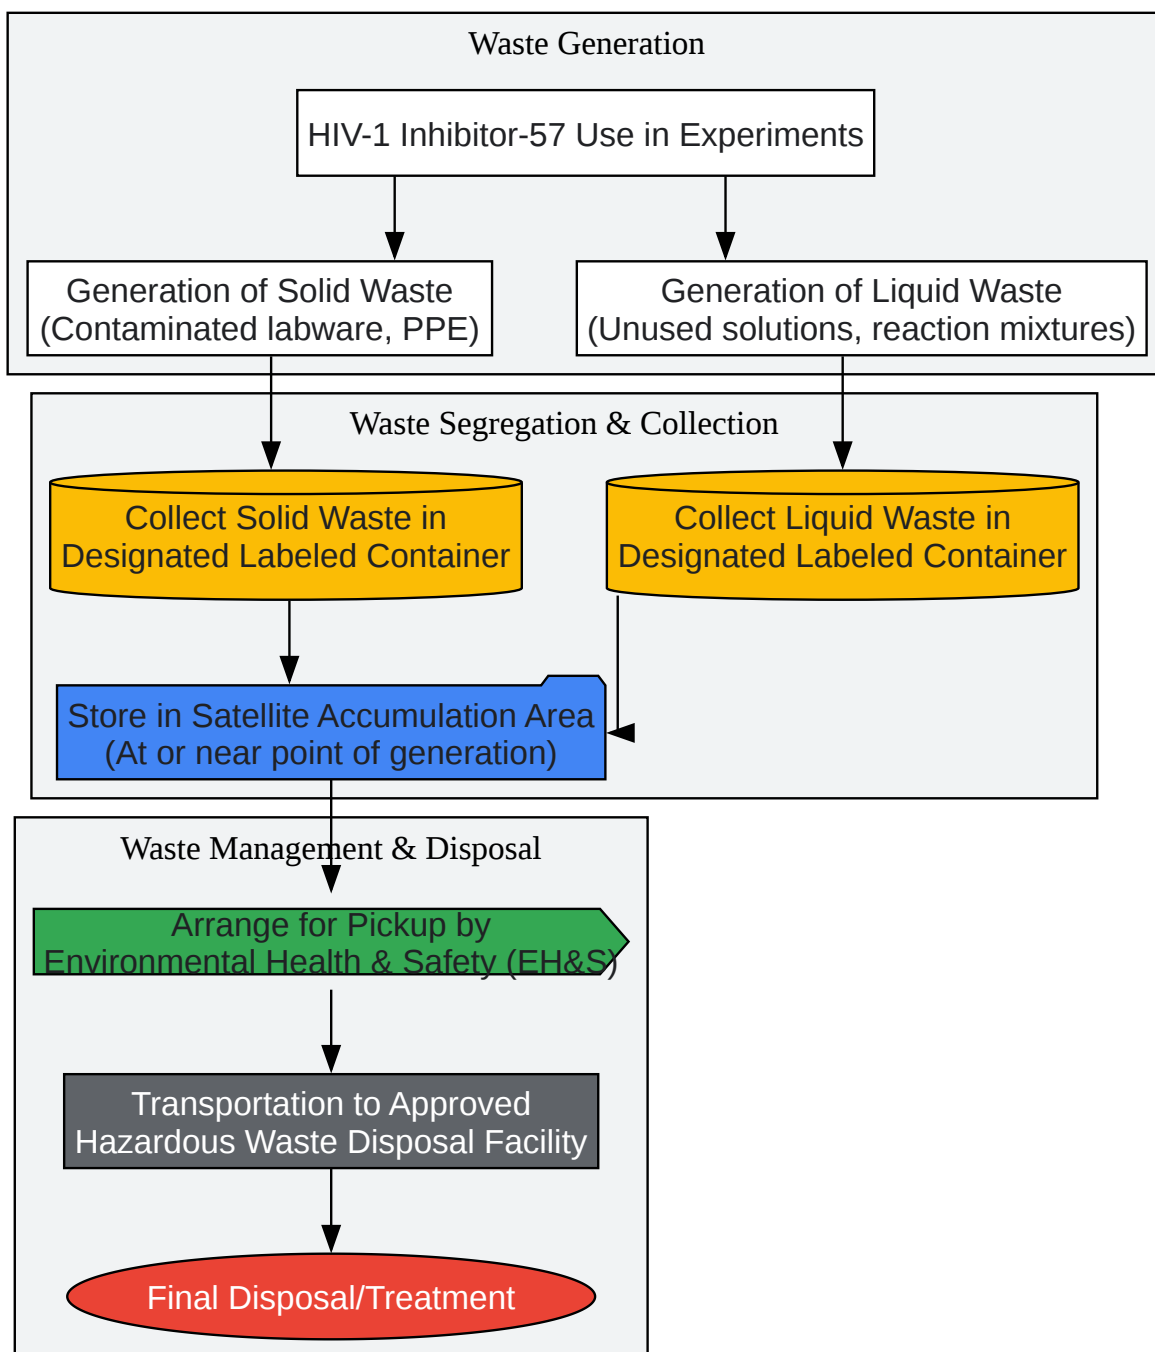 Waste Generation
HIV-1 Inhibitor-57 Use in Experiments
Generation of Solid Waste
(Contaminated labware, PPE)
Generation of Liquid Waste
(Unused solutions, reaction mixtures)
Waste Segregation & Collection
Collect Solid Waste in
Designated Labeled Container
Collect Liquid Waste in
Designated Labeled Container
Store in Satellite Accumulation Area
(At or near point of generation)
Waste Management & Disposal
Arrange for Pickup by
Environmental Health & Safety (EH&S)
Transportation to Approved
Hazardous Waste Disposal Facility
Final Disposal/Treatment